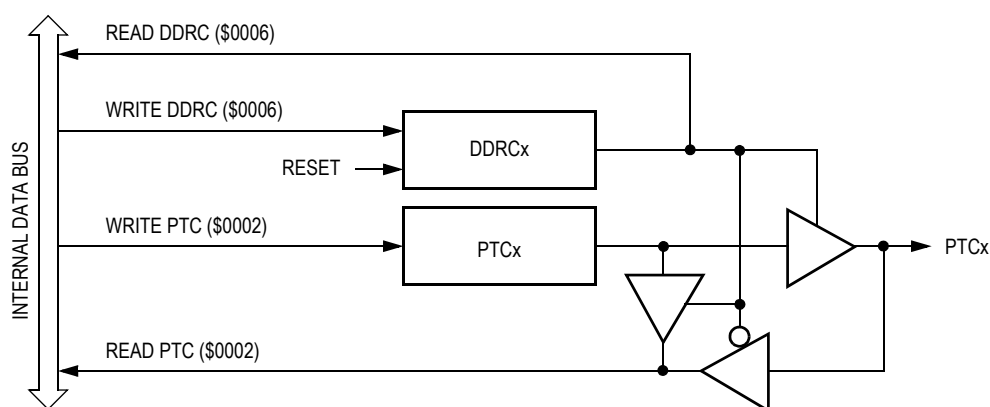 READ DDRC ($0006)
WRITE DDRC ($0006)
DDRCx
RESET
INTERNAL DATA BUS
WRITE PTC ($0002)
PTCx
PTCx
READ PTC ($0002)